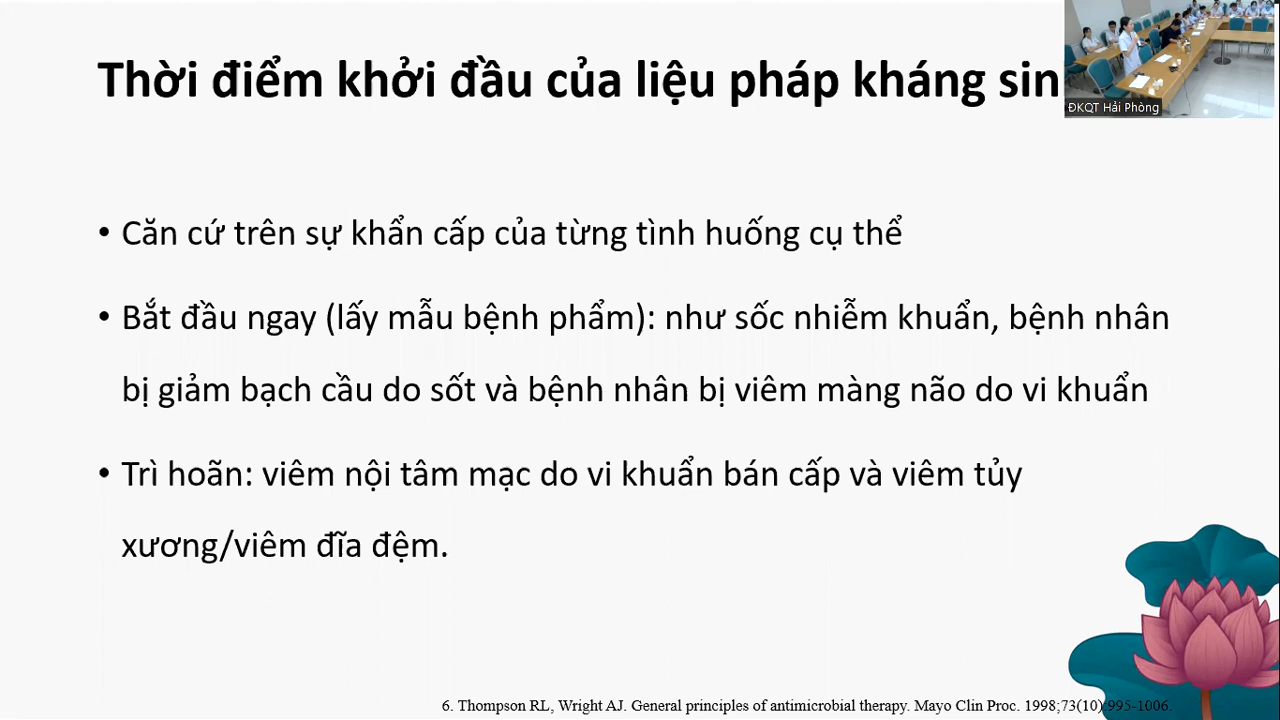 Thời điểm khởi đầu của liệu pháp kháng sin
ĐKQT Hải Phòng
• Căn cứ trên sự khẩn cấp của từng tình huống cụ thể
• Bắt đầu ngay (lấy mẫu bệnh phẩm): như sốc nhiễm khuẩn, bệnh nhân
bị giảm bạch cầu do sốt và bệnh nhân bị viêm màng não do vi khuẩn
• Trì hoãn: viêm nội tâm mạc do vi khuẩn bán cấp và viêm tủy
xương/viêm đĩa đệm.
6. Thompson RL, Wright AJ. General principles of antimicrobial therapy. Mayo Clin Proc. 1998;73(10):995-1006.